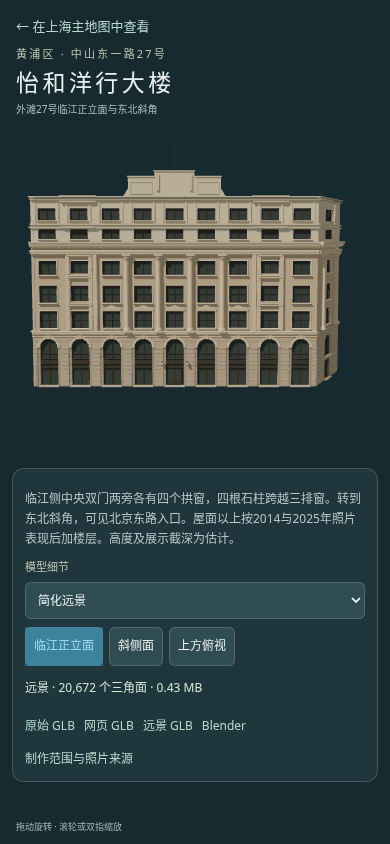 ← 在上海主地图中查看
黄浦区 · 中山东一路27号
怡和洋行大楼
外滩27号临江正立面与东北斜角
临江侧中央双门两旁各有四个拱窗，四根石柱跨越三排窗。转到
东北斜角，可见北京东路入口。屋面以上按2014与2025年照片
表现后加楼层。高度及展示截深为估计。
模型细节
简化远景
临江正立面 斜侧面 上方俯视
远景 · 20,672 个三角面 · 0.43 MB
原始 GLB 网页 GLB 远景 GLB Blender
制作范围与照片来源
拖动旋转 · 滚轮或双指缩放